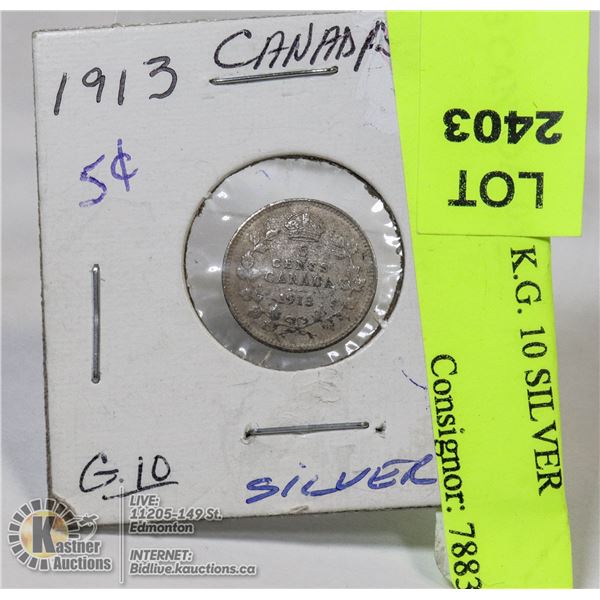 1913 CANADA
5¢
5
CENTS
CANADA
1913
G.10
SILVER
LOT
2403
K.G. 10 SILVER
Consignor: 7883
Kastner
Auctions
LIVE:
11205-149 St.
Edmonton
INTERNET:
Bidlive.kauctions.ca